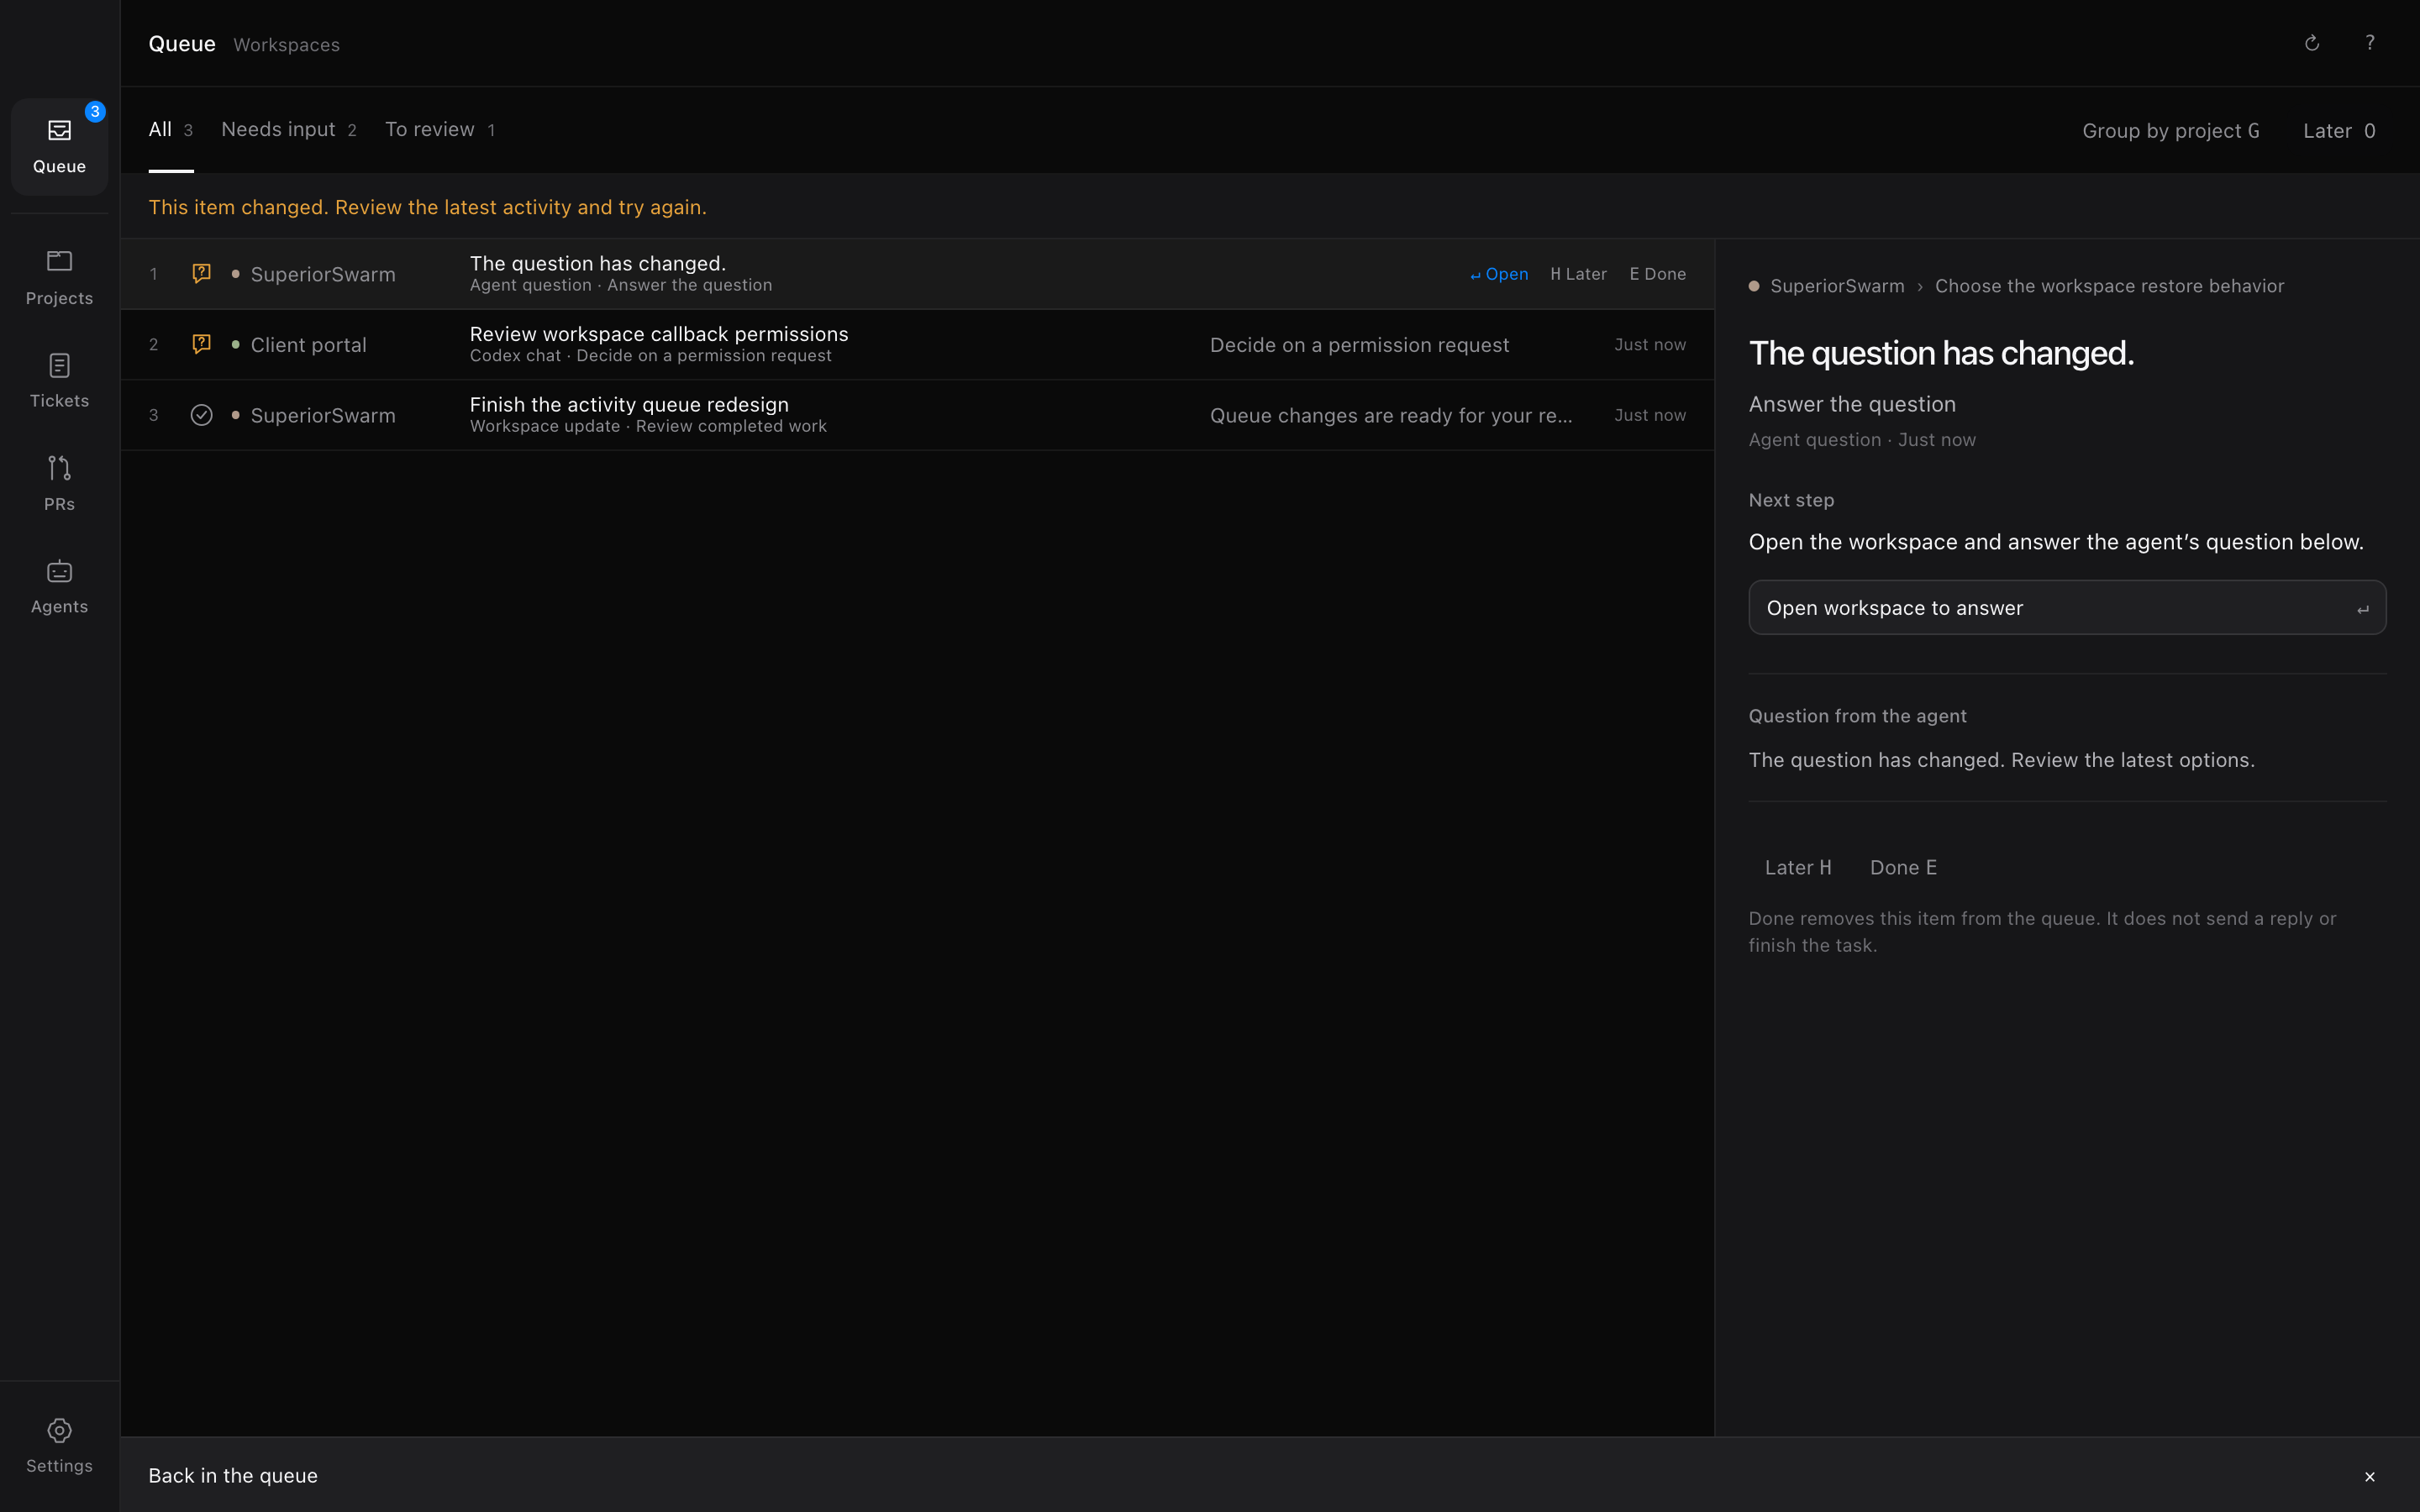 Queue Workspaces ?
3
Queue
Projects
Tickets
PRs
Agents
Settings
All 3 Needs input 2 To review 1 Group by project G Later 0
This item changed. Review the latest activity and try again.
1 SuperiorSwarm The question has changed. ↵ Open H Later E Done
Agent question · Answer the question
2 Client portal Review workspace callback permissions Decide on a permission request Just now
Codex chat · Decide on a permission request
3 SuperiorSwarm Finish the activity queue redesign Queue changes are ready for your re... Just now
Workspace update · Review completed work
SuperiorSwarm › Choose the workspace restore behavior
The question has changed.
Answer the question
Agent question · Just now
Next step
Open the workspace and answer the agent’s question below.
Open workspace to answer ↵
Question from the agent
The question has changed. Review the latest options.
Later H Done E
Done removes this item from the queue. It does not send a reply or
finish the task.
Back in the queue ×